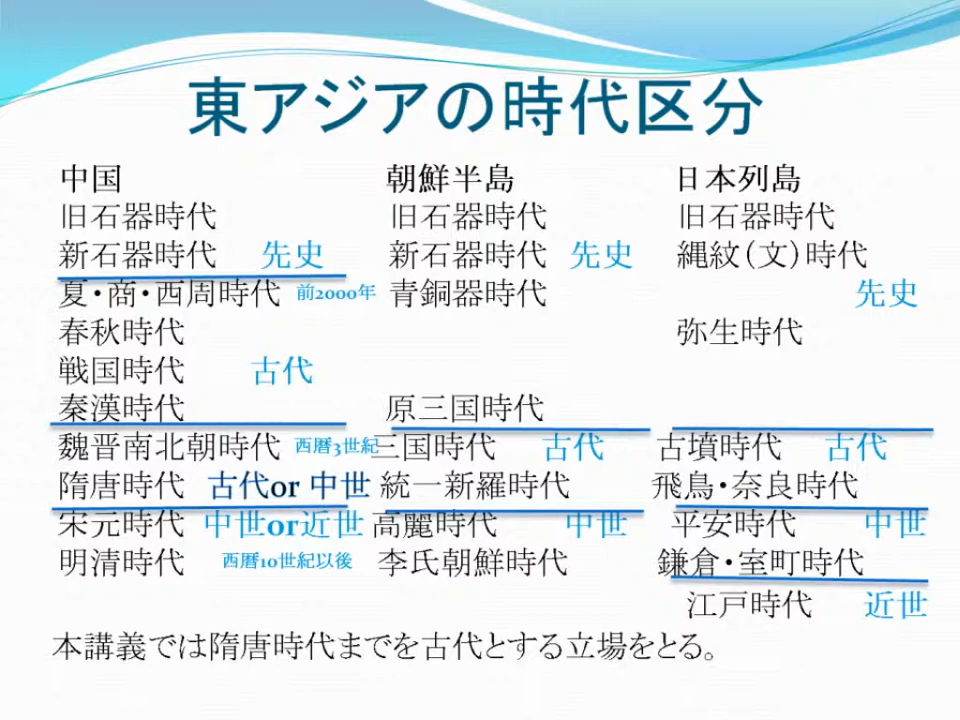 東アジアの時代区分
中国 朝鮮半島 日本列島
旧石器時代 旧石器時代 旧石器時代
新石器時代 先史 新石器時代 先史 縄紋(文)時代
夏・商・西周時代 前2000年 青銅器時代 先史
春秋時代 弥生時代
戦国時代 古代
秦漢時代 原三国時代
魏晋南北朝時代 西暦3世紀 三国時代 古代 古墳時代 古代
隋唐時代 古代or 中世 統一新羅時代 飛鳥・奈良時代
宋元時代 中世or近世 高麗時代 中世 平安時代 中世
明清時代 西暦10世紀以後 李氏朝鮮時代 鎌倉・室町時代
江戸時代 近世
本講義では隋唐時代までを古代とする立場をとる。